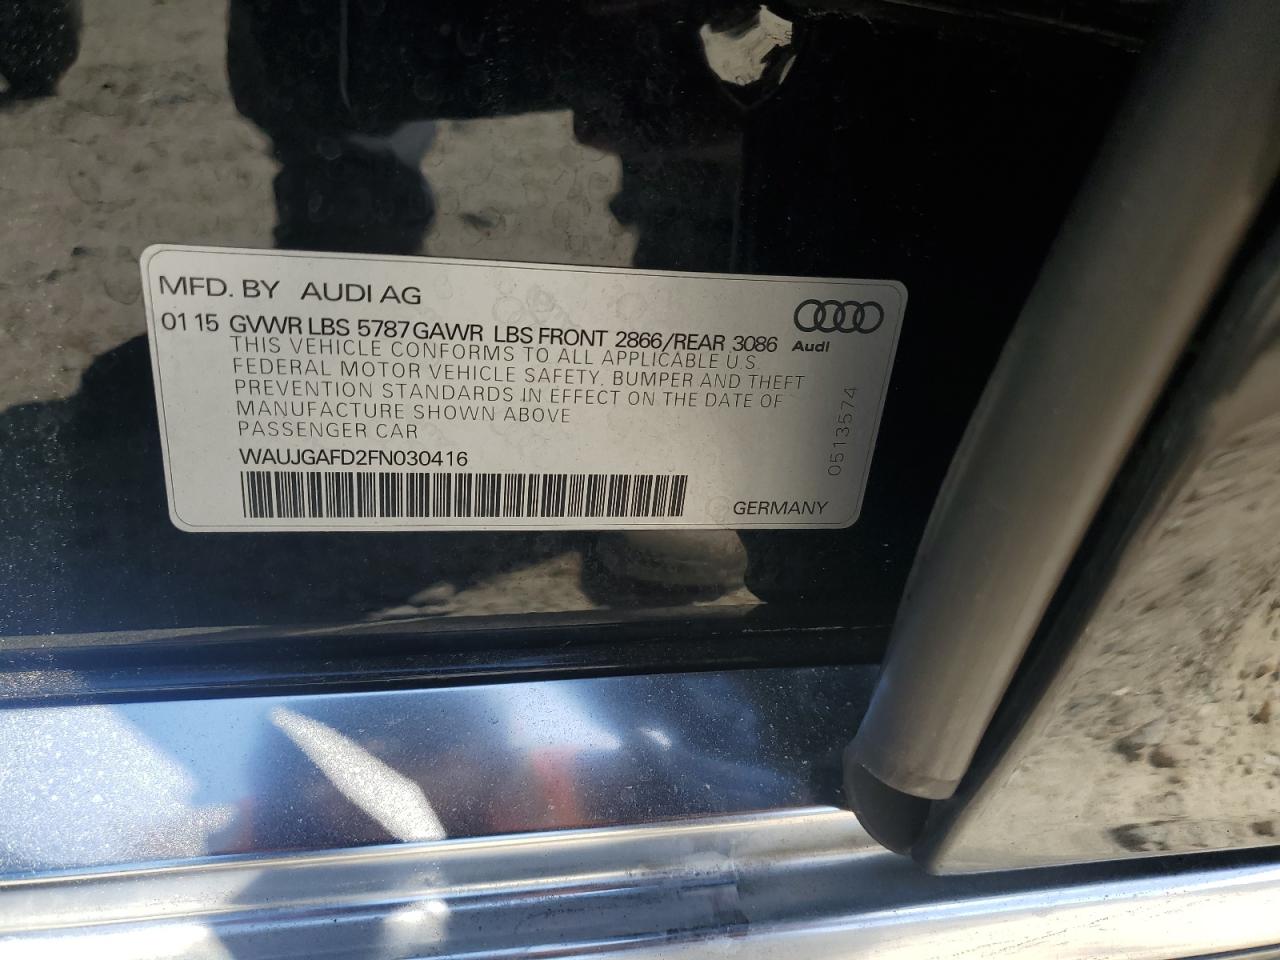 MFD. BY AUDI AG
01 15 GVWR LBS 5787 GAWR LBS FRONT 2866/REAR 3086
Audi
THIS VEHICLE CONFORMS TO ALL APPLICABLE U.S.
FEDERAL MOTOR VEHICLE SAFETY, BUMPER AND THEFT
PREVENTION STANDARDS IN EFFECT ON THE DATE OF
MANUFACTURE SHOWN ABOVE
PASSENGER CAR
WAUJGAFD2FN030416
GERMANY
0513574